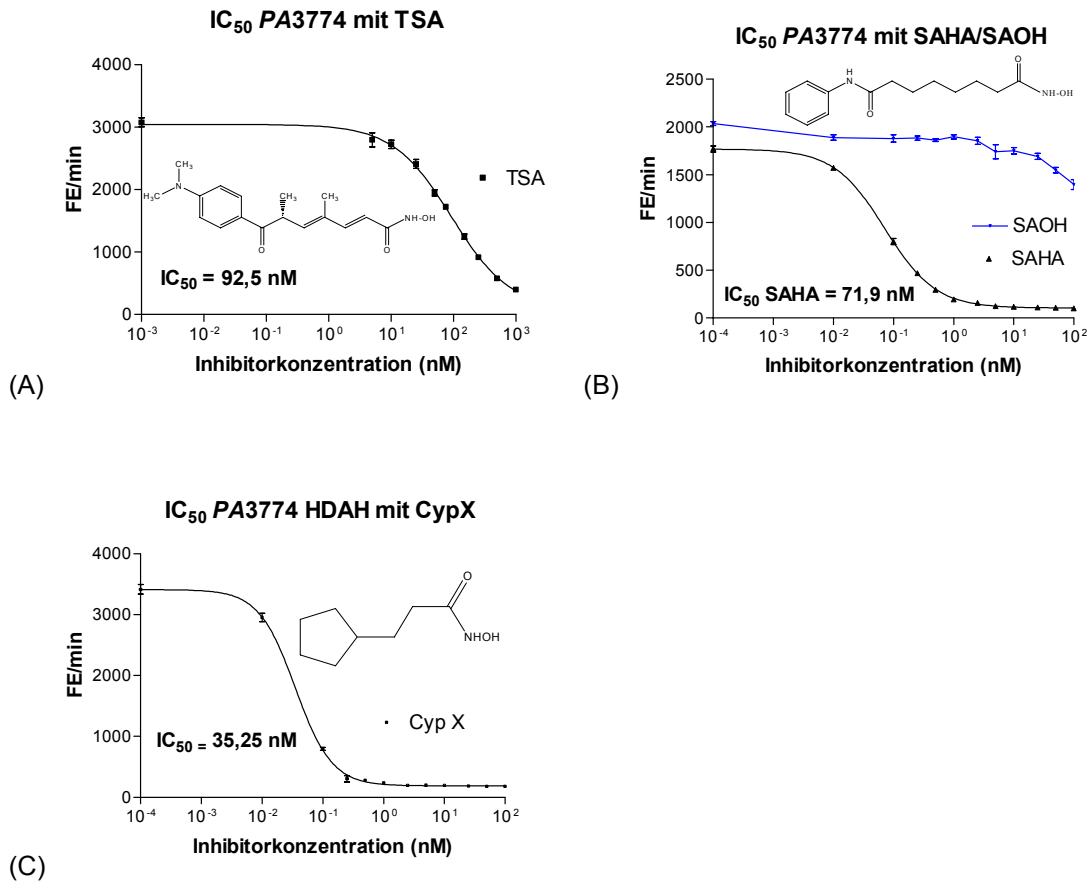 IC50 PA3774 mit TSA
4000
3000
2000
1000
0
FE/min
CH3
N
H3C
CH3
CH3
O
O
NH-OH
TSA
IC50 = 92,5 nM
10-3 10-2 10-1 100 101 102 103
Inhibitorkonzentration (nM)
(A)
IC50 PA3774 mit SAHA/SAOH
2500
2000
1500
1000
500
0
FE/min
H
N
O
O
NH-OH
SAOH
SAHA
IC50 SAHA = 71,9 nM
10-4 10-3 10-2 10-1 100 101 102
Inhibitorkonzentration (nM)
(B)
IC50 PA3774 HDAH mit CypX
4000
3000
2000
1000
0
FE/min
O
NHOH
Cyp X
IC50 = 35,25 nM
10-4 10-3 10-2 10-1 100 101 102
Inhibitorkonzentration (nM)
(C)